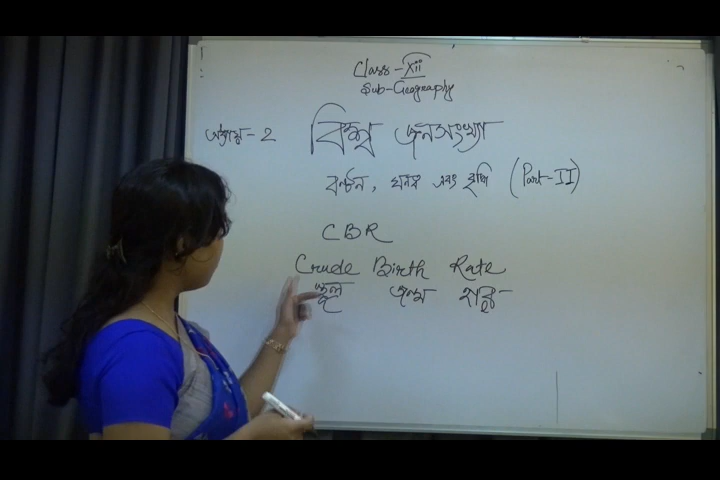 Class - XII
Sub - Geography
অধ্যায় - 2
বিশ্ব জনসংখ্যা
বণ্টন, ঘনত্ব এবং বৃদ্ধি (Part-II)
CBR
Crude Birth Rate
স্থূল জন্ম হার -